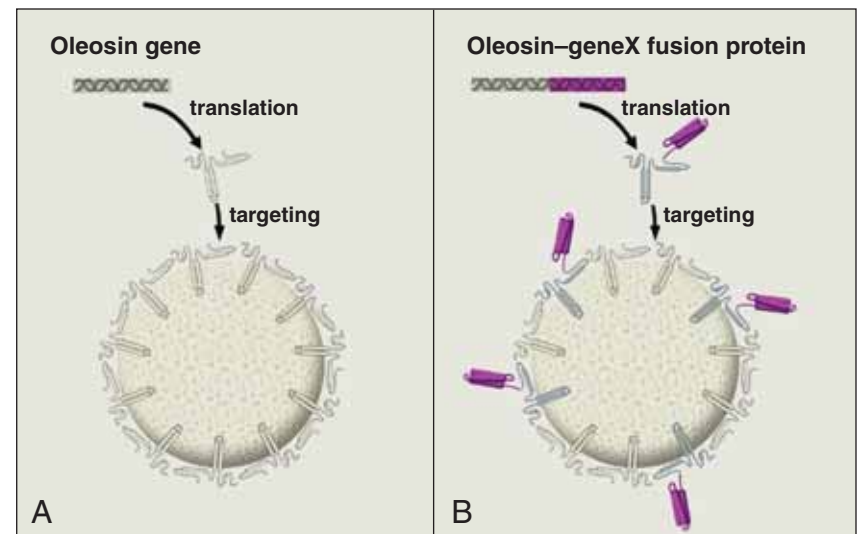 Oleosin gene
translation
targeting
A
Oleosin–geneX fusion protein
translation
targeting
B